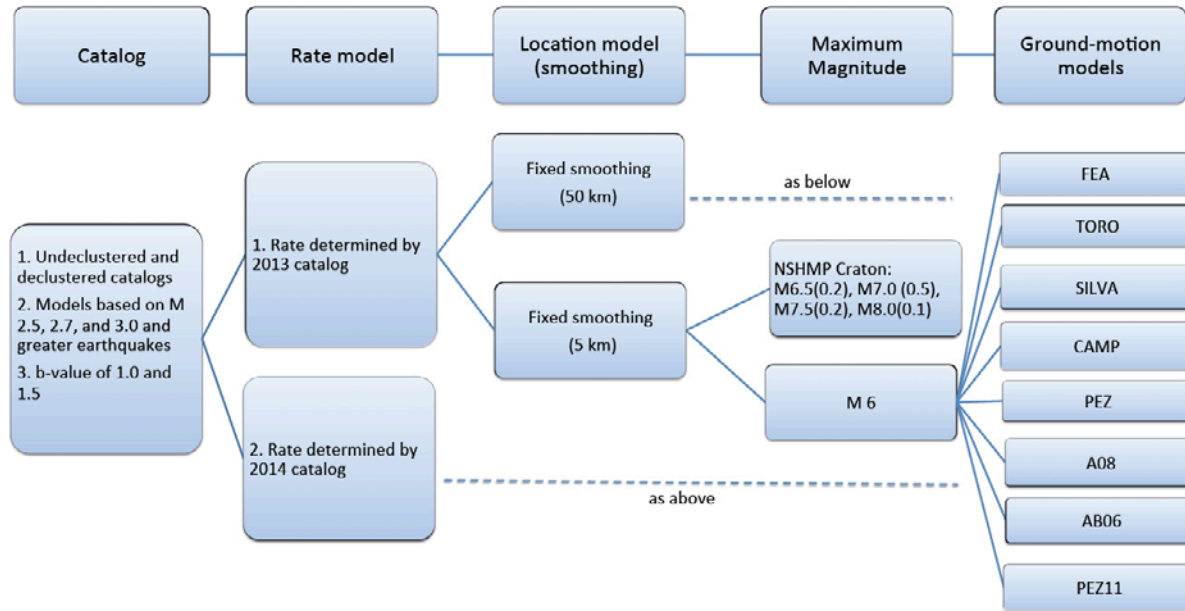 Catalog
Rate model
Location model
(smoothing)
Maximum
Magnitude
Ground-motion
models
1. Undeclustered and
declustered catalogs
2. Models based on M
2.5, 2.7, and 3.0 and
greater earthquakes
3. b-value of 1.0 and
1.5
1. Rate determined by
2013 catalog
2. Rate determined by
2014 catalog
Fixed smoothing
(50 km)
Fixed smoothing
(5 km)
as below
NSHMP Craton:
M6.5(0.2), M7.0 (0.5),
M7.5(0.2), M8.0(0.1)
M 6
as above
FEA
TORO
SILVA
CAMP
PEZ
A08
AB06
PEZ11